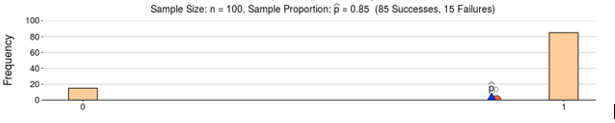 Sample Size: n = 100, Sample Proportion: p̂ = 0.85 (85 Successes, 15 Failures)
100
80
60
40
20
0
Frequency
p̂
0 1